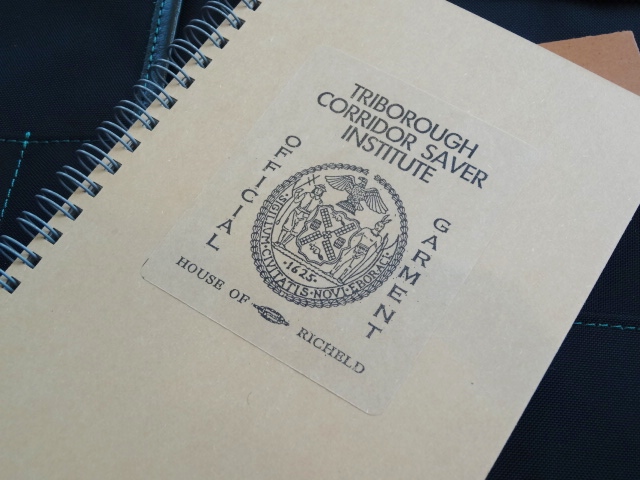 TRIBOROUGH
CORRIDOR SAVER
INSTITUTE
OFFICIAL
GARMENT
SIGILLUM CIVITATIS NOVI EBORACI
·1625·
HOUSE OF RICHELD